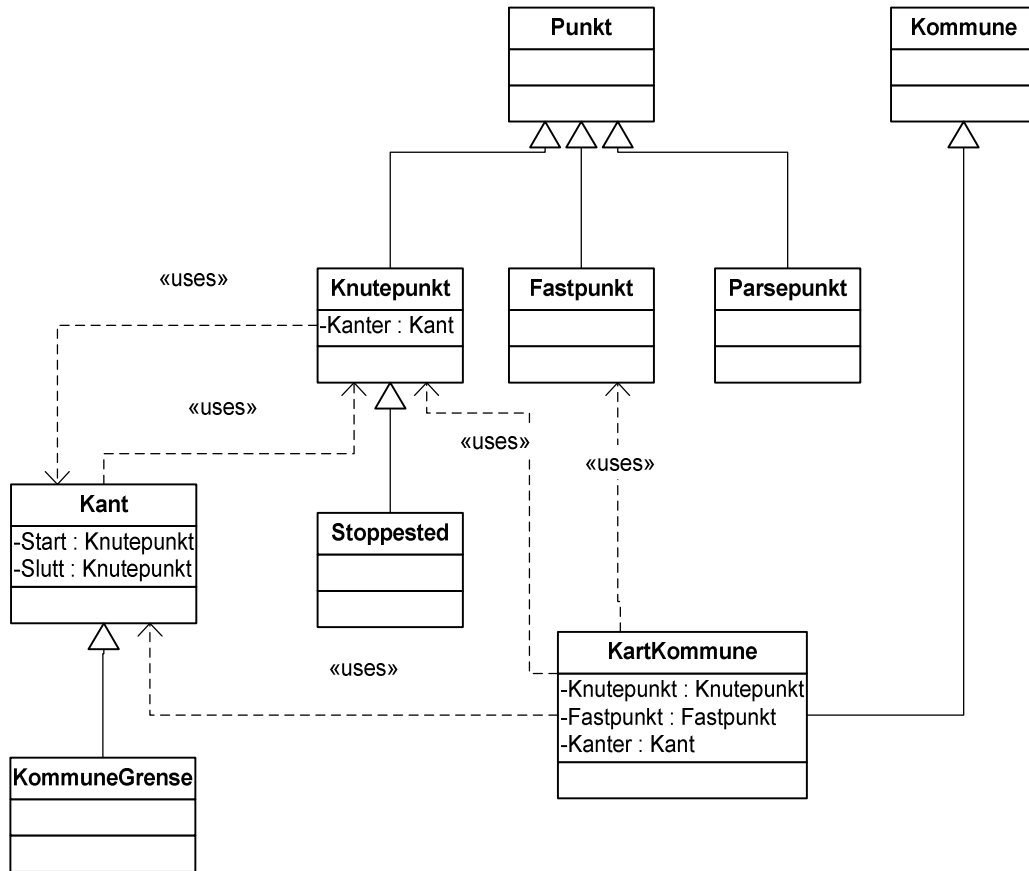 Punkt
Kommune
«uses»
Knutepunkt
-Kanter : Kant
Fastpunkt
Parsepunkt
«uses»
«uses»
«uses»
Kant
-Start : Knutepunkt
-Slutt : Knutepunkt
Stoppested
«uses»
KartKommune
-Knutepunkt : Knutepunkt
-Fastpunkt : Fastpunkt
-Kanter : Kant
KommuneGrense